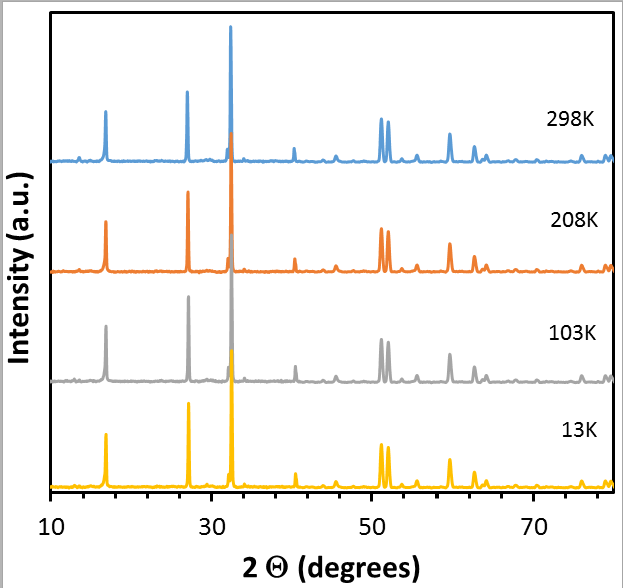 298K
208K
103K
13K
Intensity (a.u.)
10 30 50 70
2 Θ (degrees)